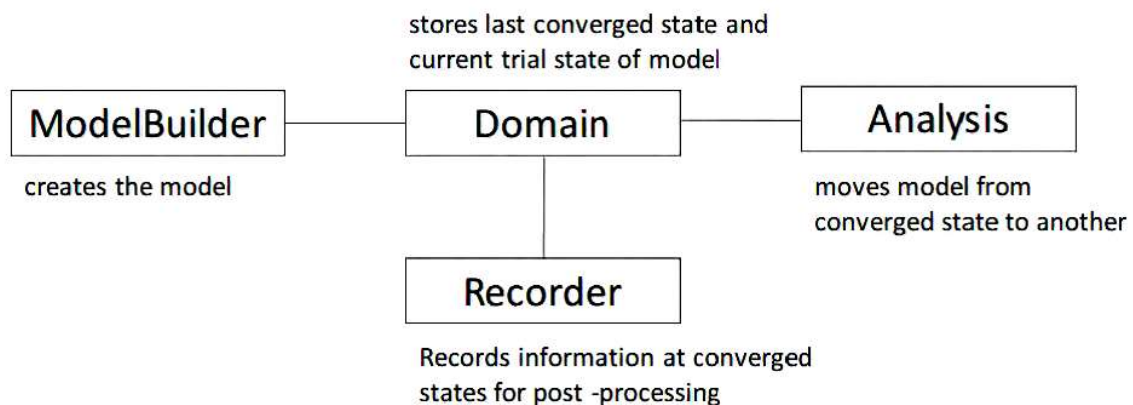 stores last converged state and
current trial state of model
ModelBuilder
Domain
Analysis
creates the model
moves model from
converged state to another
Recorder
Records information at converged
states for post -processing